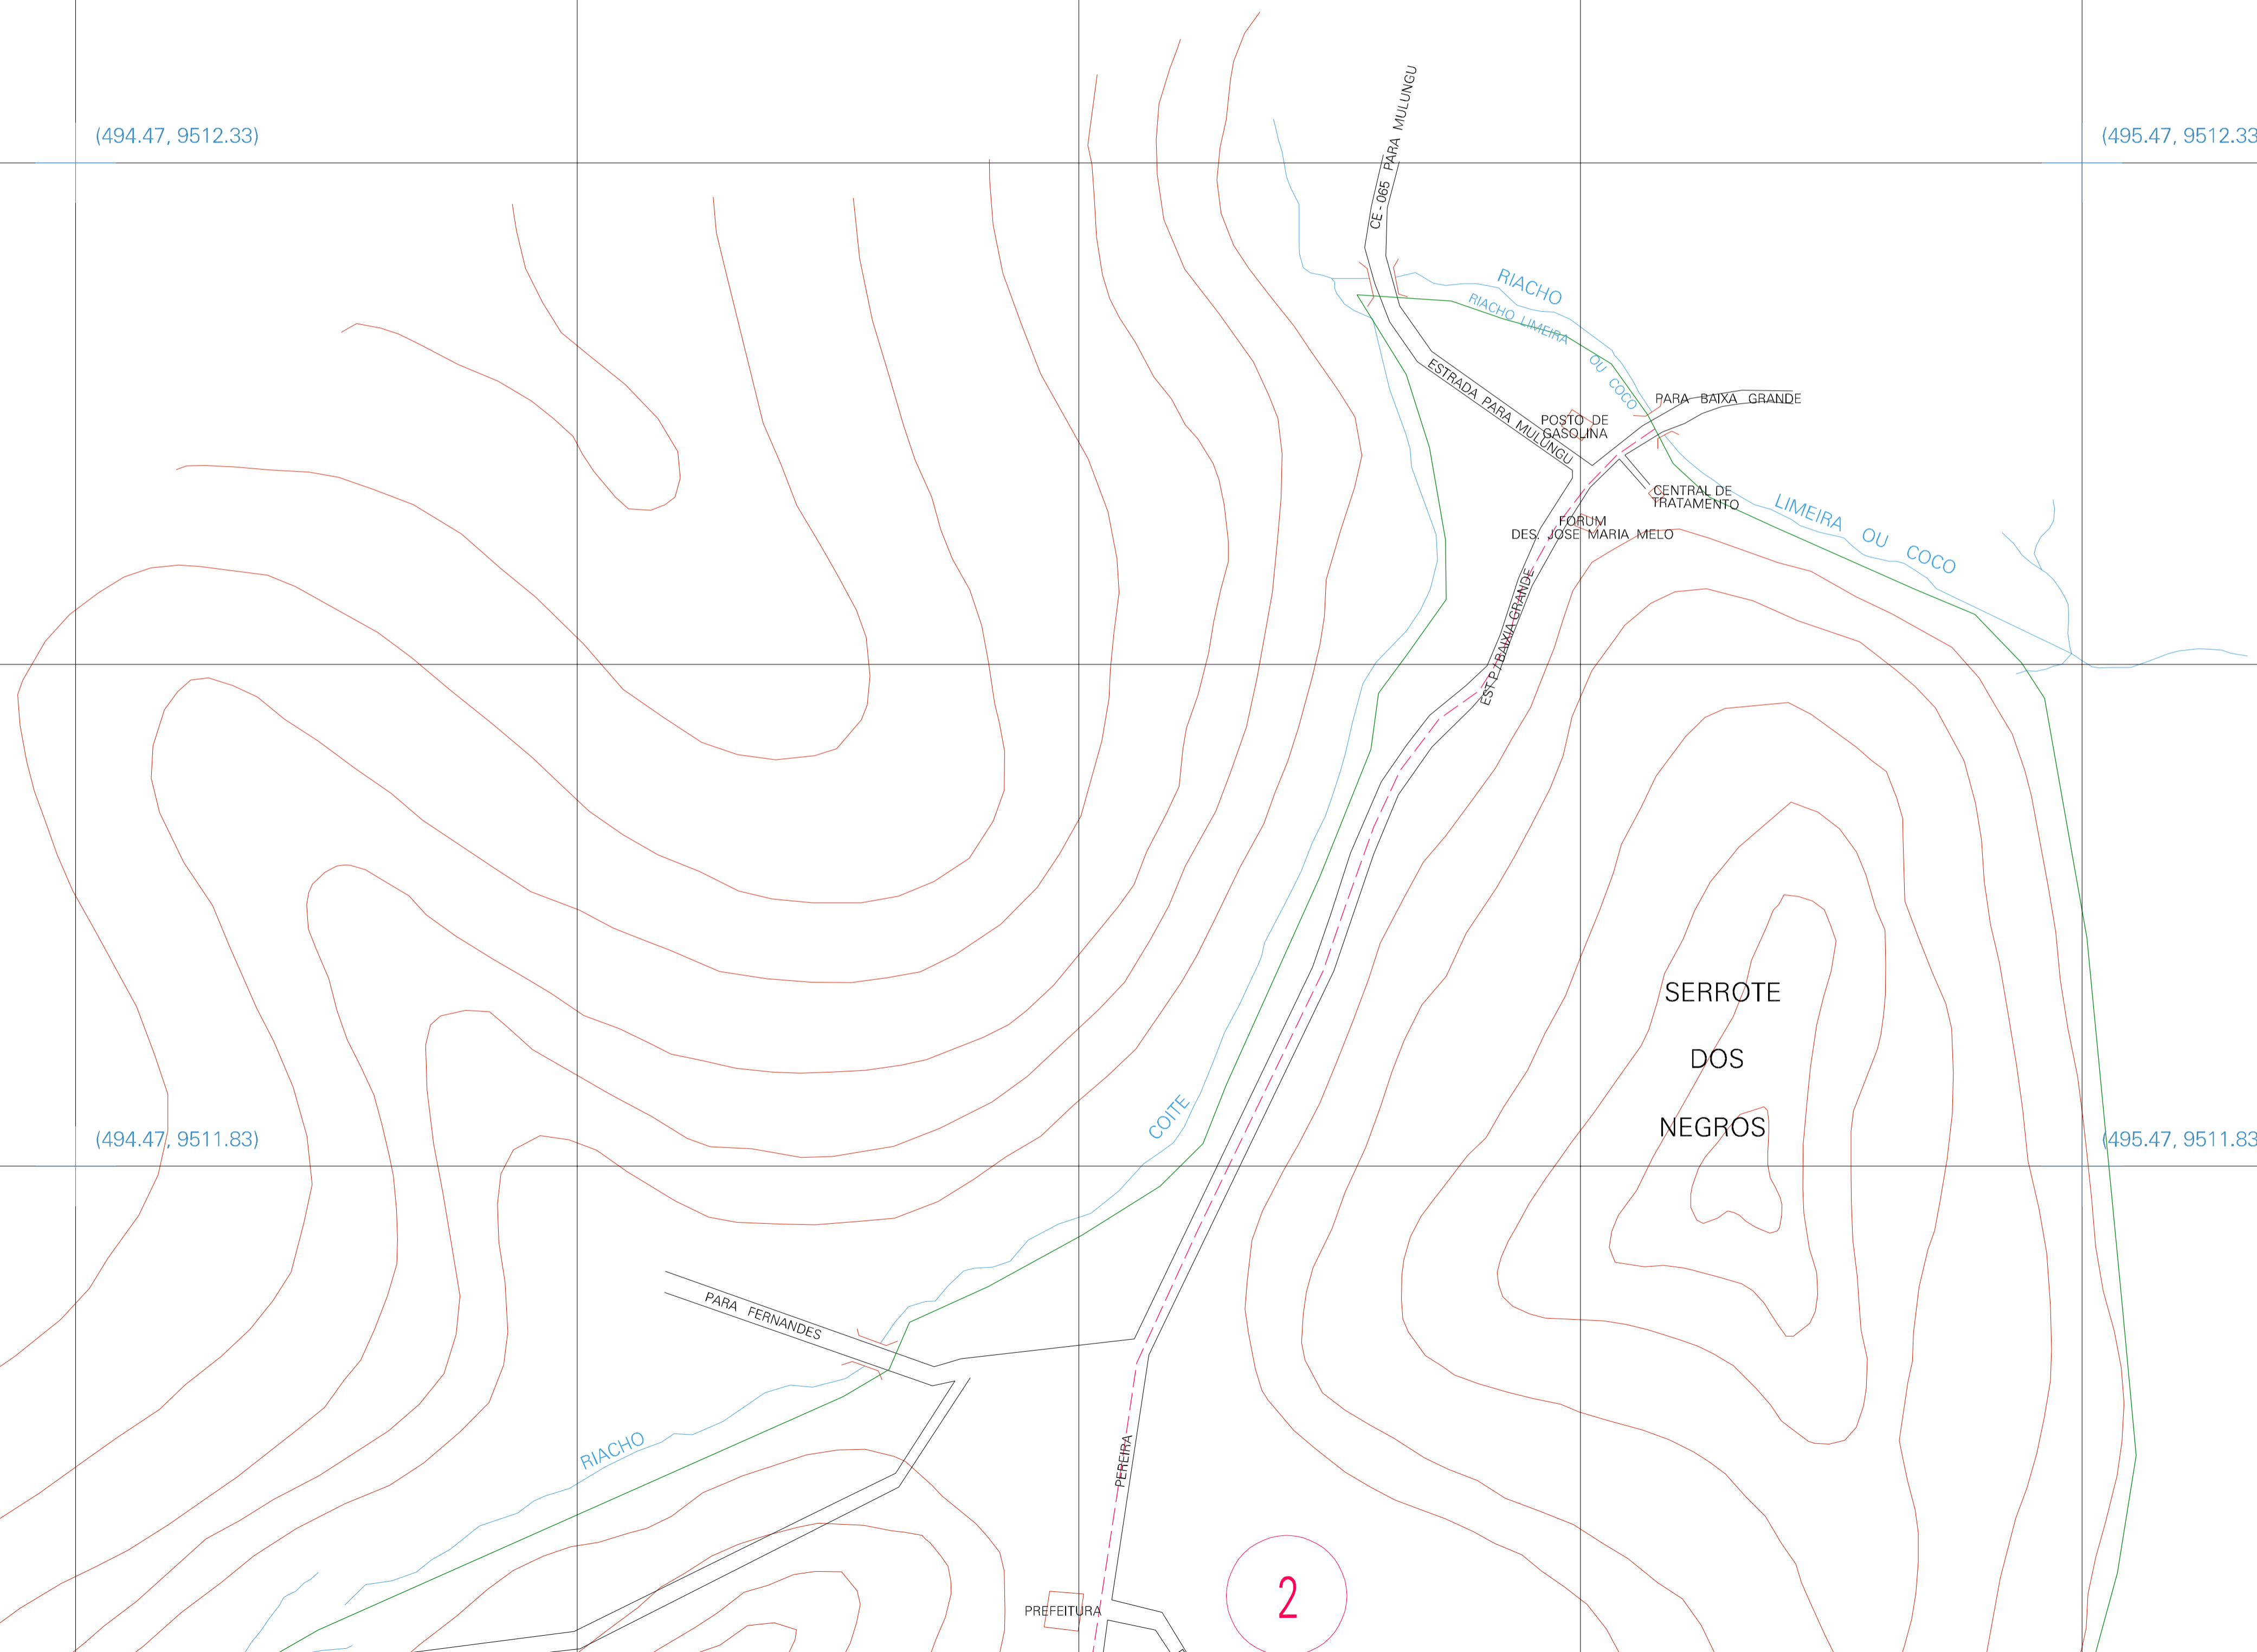 (494.47, 9512.33)
(495.47, 9512.33
CE - 065 PARA MULUNGU
RIACHO
RIACHO LIMEIRA OU COCO
ESTRADA PARA MULUNGU
PARA BAIXA GRANDE
POSTO DE
GASOLINA
CENTRAL DE
TRATAMENTO
LIMEIRA OU COCO
FORUM
DES. JOSE MARIA MELO
EST P / BAIXIA GRANDE
SERROTE
DOS
NEGROS
(494.47, 9511.83)
(495.47, 9511.83
COITE
PARA FERNANDES
RIACHO
PEREIRA
PREFEITURA
2